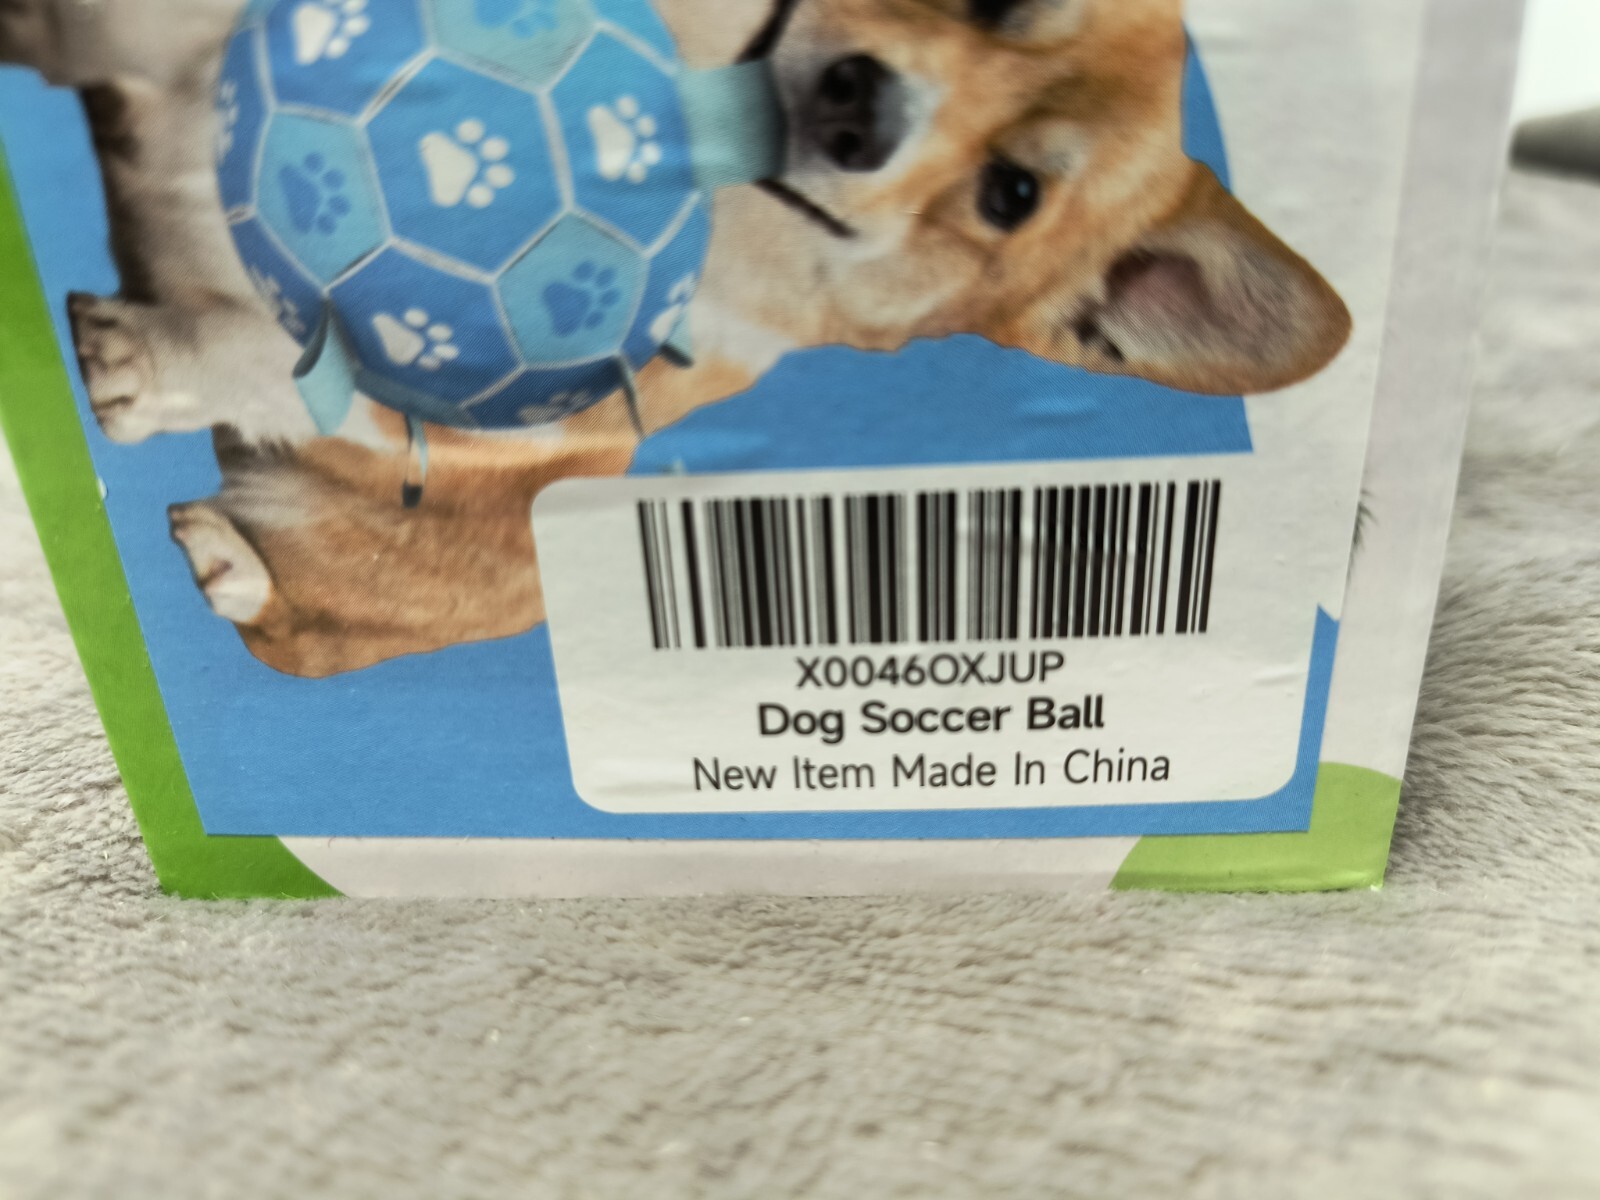 X0046OXJUP
Dog Soccer Ball
New Item Made In China